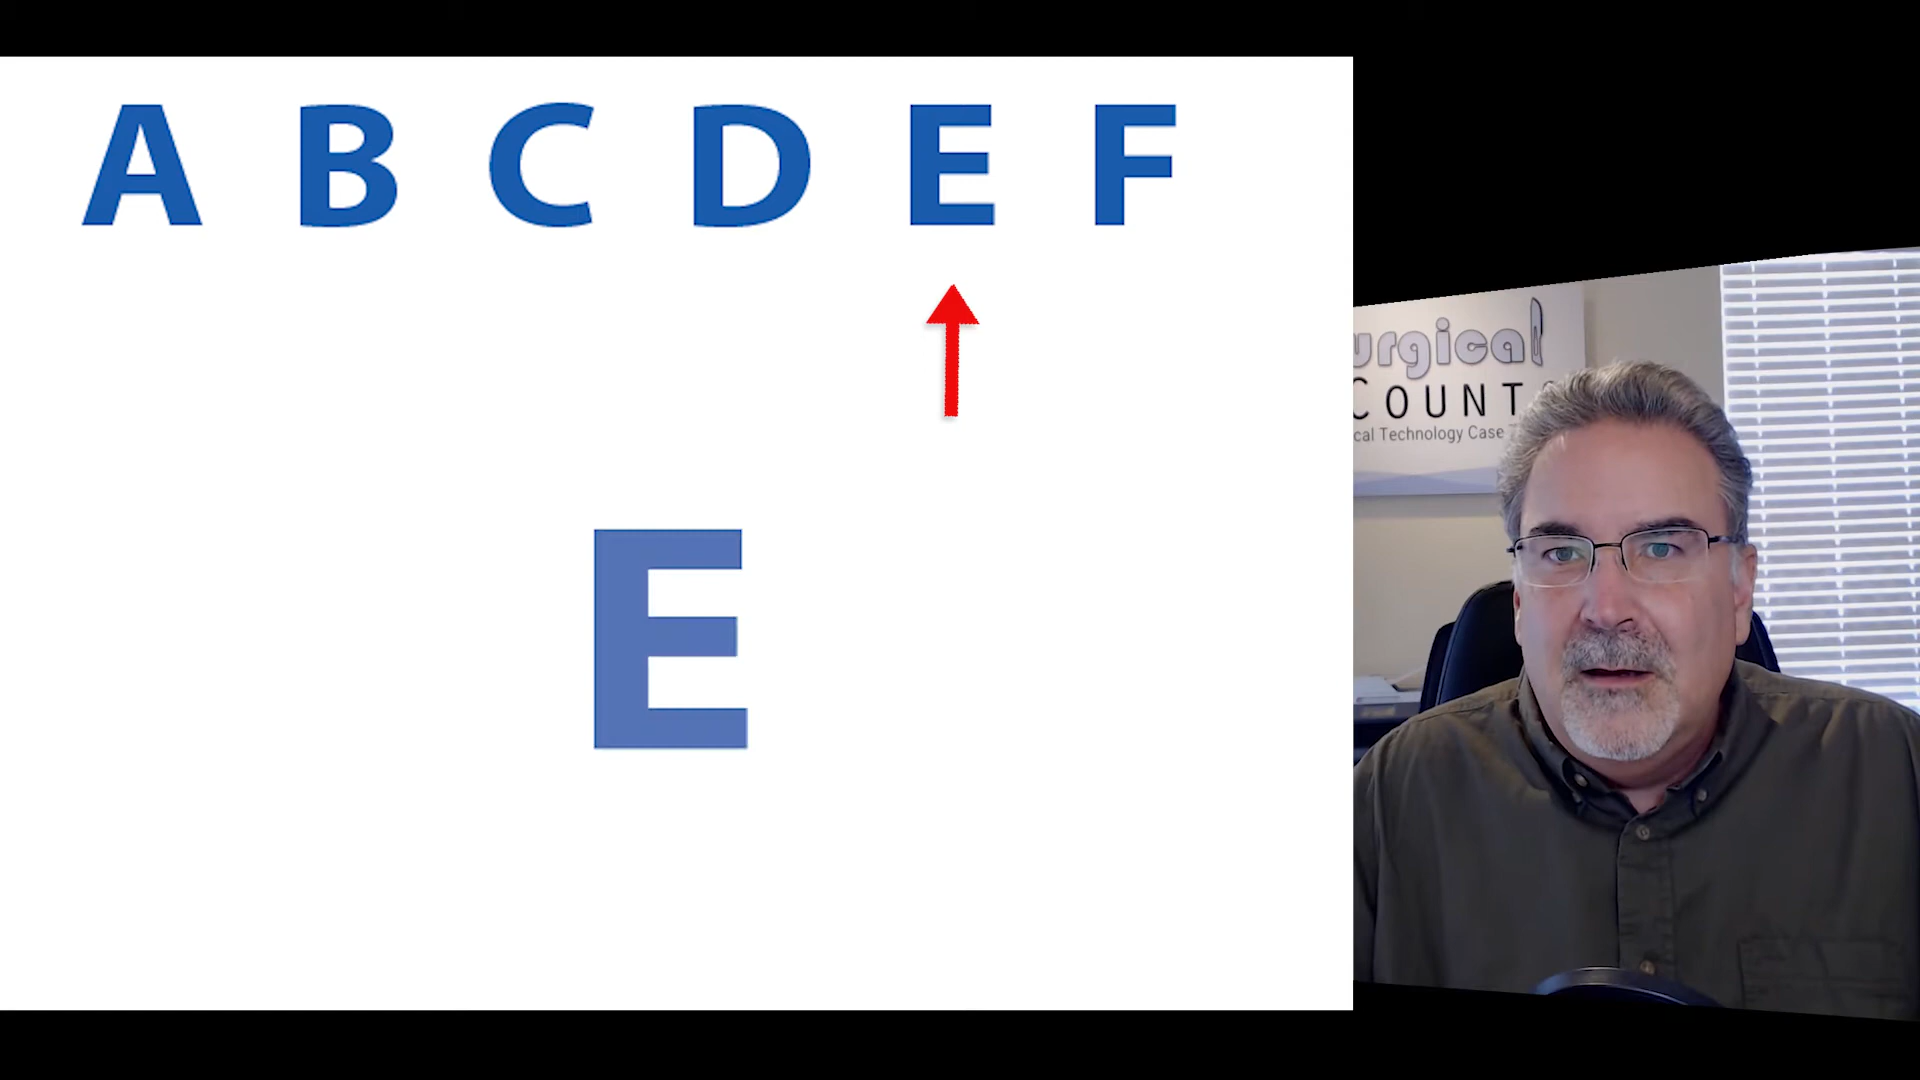 A B C D E F
E
urgical
COUNT
cal Technology Case